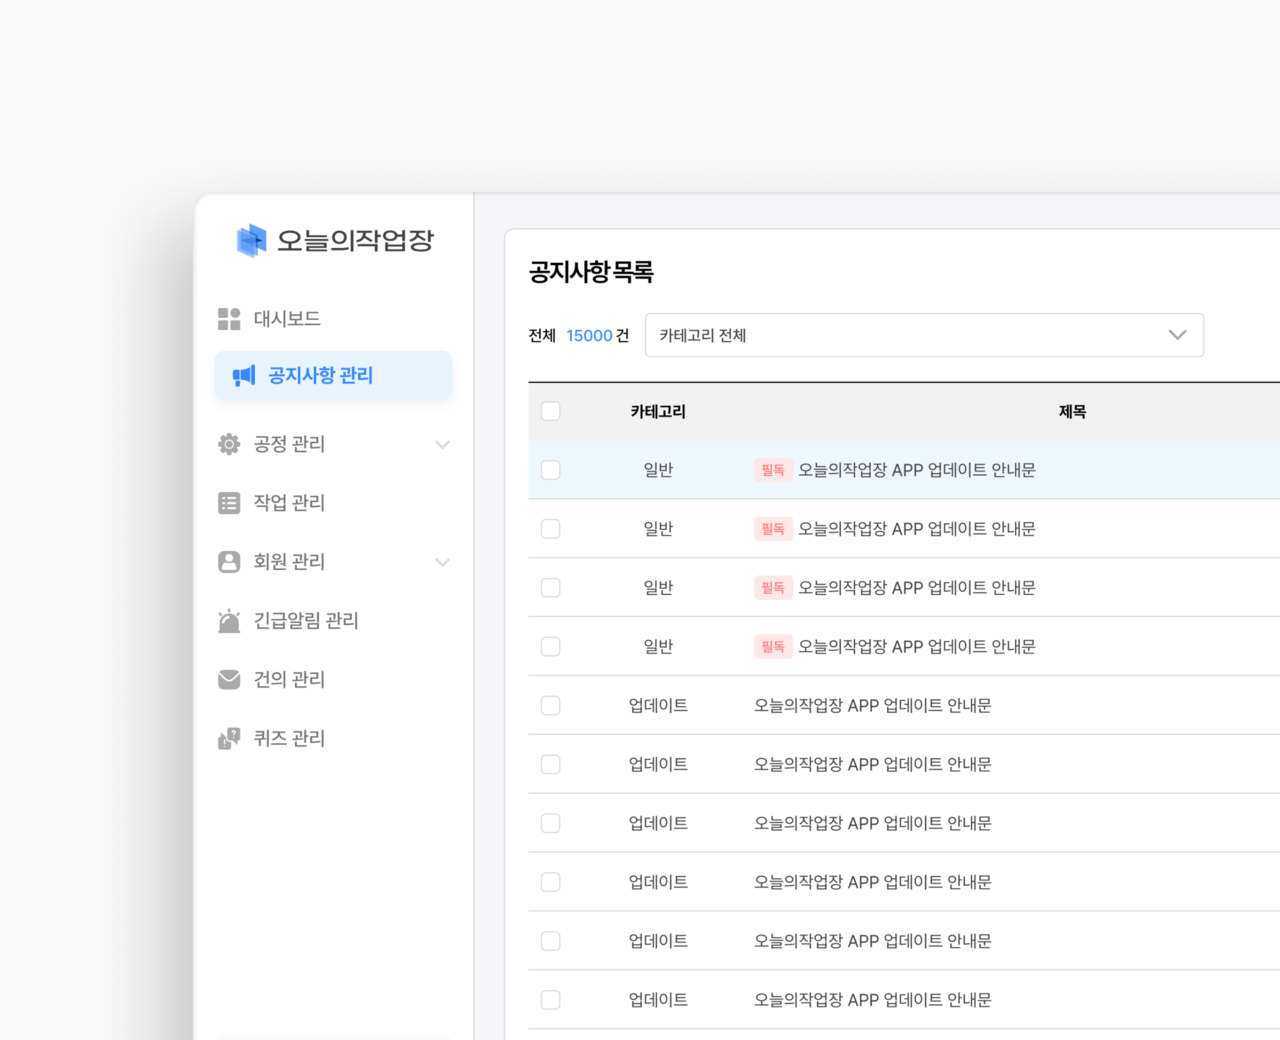 오늘의작업장
대시보드
공지사항 관리
공정 관리
작업 관리
회원 관리
긴급알림 관리
건의 관리
퀴즈 관리
공지사항 목록
전체 15000 건
카테고리 전체
카테고리 제목
일반 필독 오늘의작업장 APP 업데이트 안내문
일반 필독 오늘의작업장 APP 업데이트 안내문
일반 필독 오늘의작업장 APP 업데이트 안내문
일반 필독 오늘의작업장 APP 업데이트 안내문
업데이트 오늘의작업장 APP 업데이트 안내문
업데이트 오늘의작업장 APP 업데이트 안내문
업데이트 오늘의작업장 APP 업데이트 안내문
업데이트 오늘의작업장 APP 업데이트 안내문
업데이트 오늘의작업장 APP 업데이트 안내문
업데이트 오늘의작업장 APP 업데이트 안내문